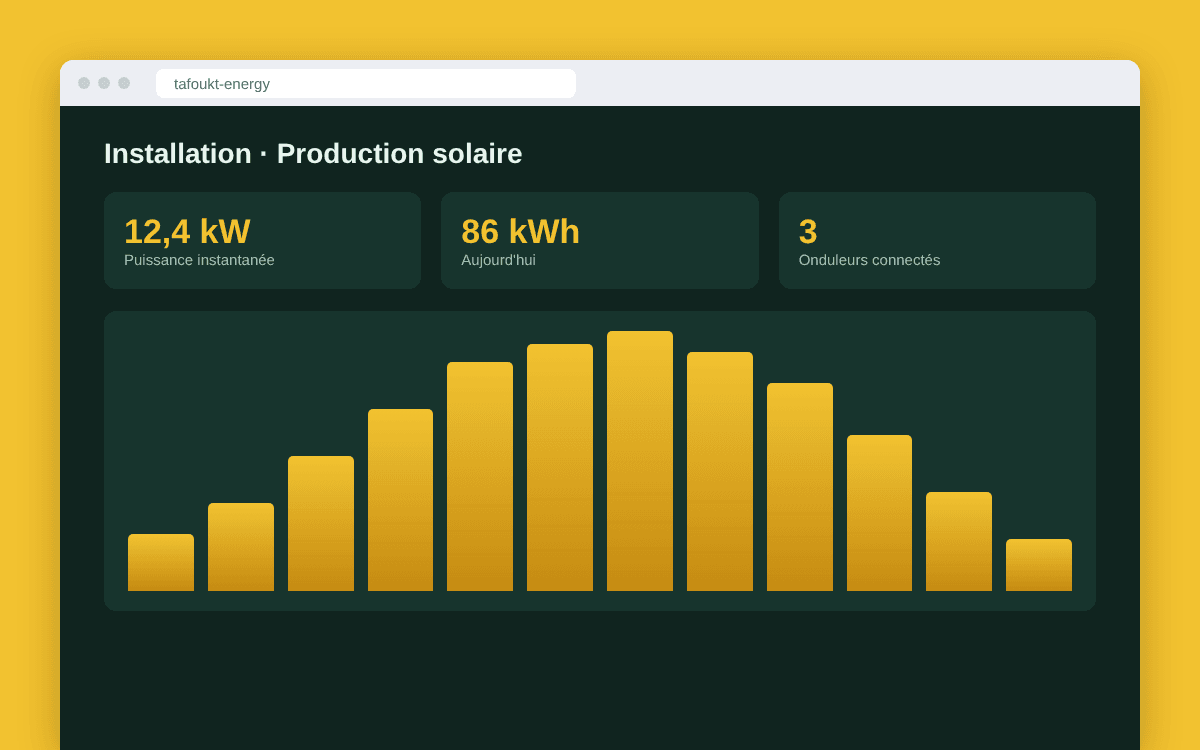 tafoukt-energy
Installation · Production solaire
12,4 kW
Puissance instantanée
86 kWh
Aujourd'hui
3
Onduleurs connectés